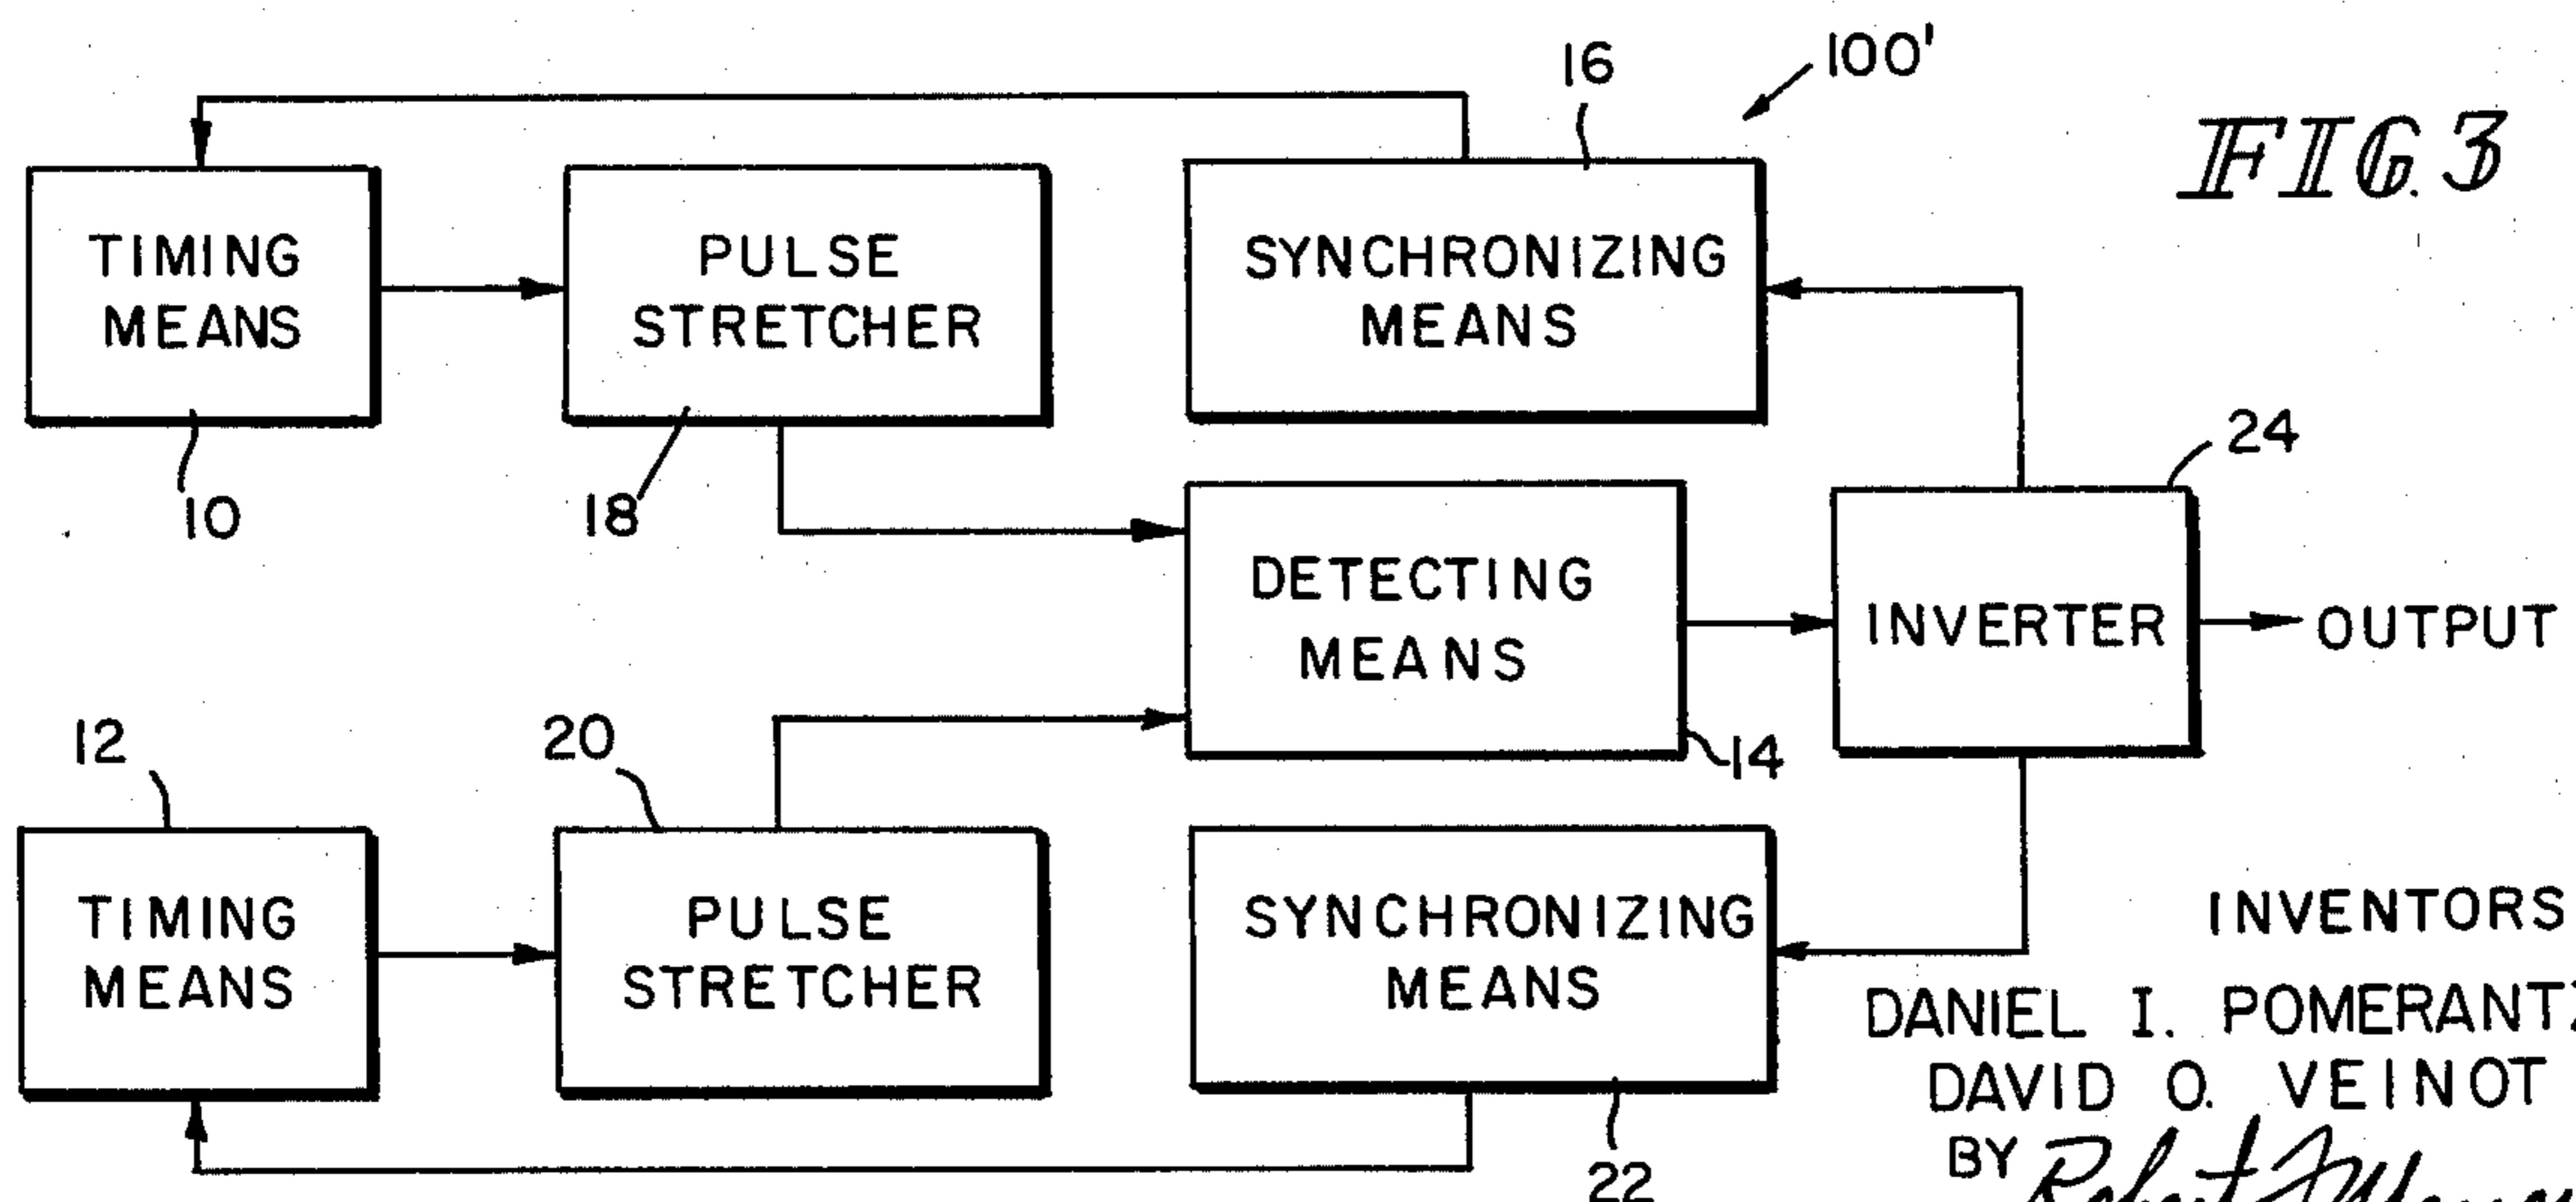 100'
16
FIG. 3
TIMING
MEANS
PULSE
STRETCHER
SYNCHRONIZING
MEANS
24
10
18
DETECTING
MEANS
INVERTER
OUTPUT
14
12
20
TIMING
MEANS
PULSE
STRETCHER
SYNCHRONIZING
MEANS
22
INVENTORS
DANIEL I. POMERANTZ
DAVID O. VEINOT
BY Robert